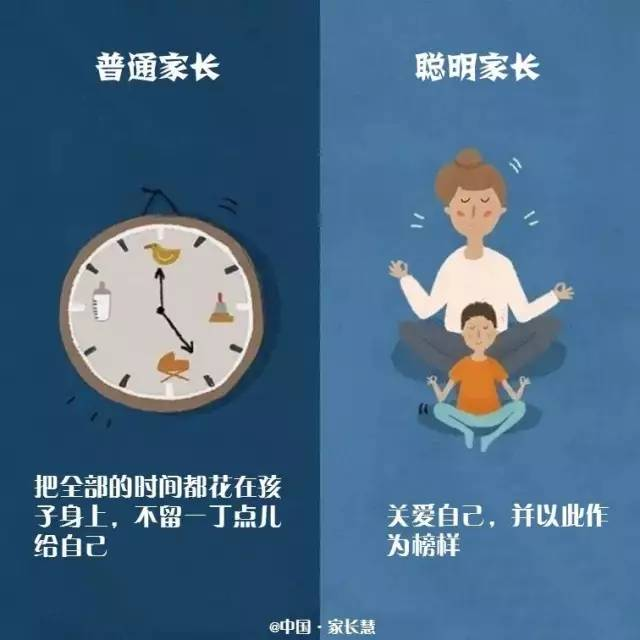 普通家长
聪明家长
把全部的时间都花在孩
子身上，不留一丁点儿
给自己
关爱自己，并以此作
为榜样
@中国·家长慧